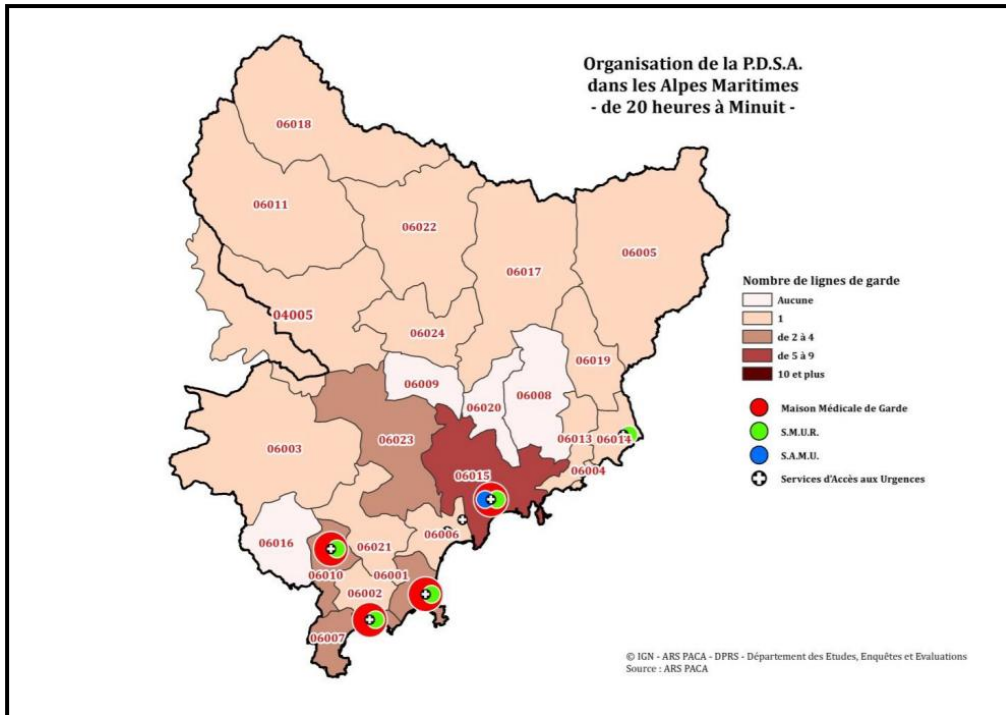 Organisation de la P.D.S.A.
dans les Alpes Maritimes
- de 20 heures à Minuit -
06018
06011
06022
06017
06005
04005
06024
06019
06009
06020
06008
06003
06023
06013
06014
06004
06015
06016
06021
06006
06010
06001
06002
06007
Nombre de lignes de garde
Aucune
1
de 2 à 4
de 5 à 9
10 et plus
Maison Médicale de Garde
S.M.U.R.
S.A.M.U.
Services d'Accès aux Urgences
© IGN - ARS PACA - DPRS - Département des Etudes, Enquêtes et Evaluations
Source : ARS PACA